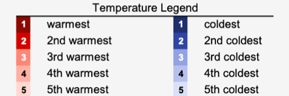 Temperature Legend
1 warmest 1 coldest
2 2nd warmest 2 2nd coldest
3 3rd warmest 3 3rd coldest
4 4th warmest 4 4th coldest
5 5th warmest 5 5th coldest